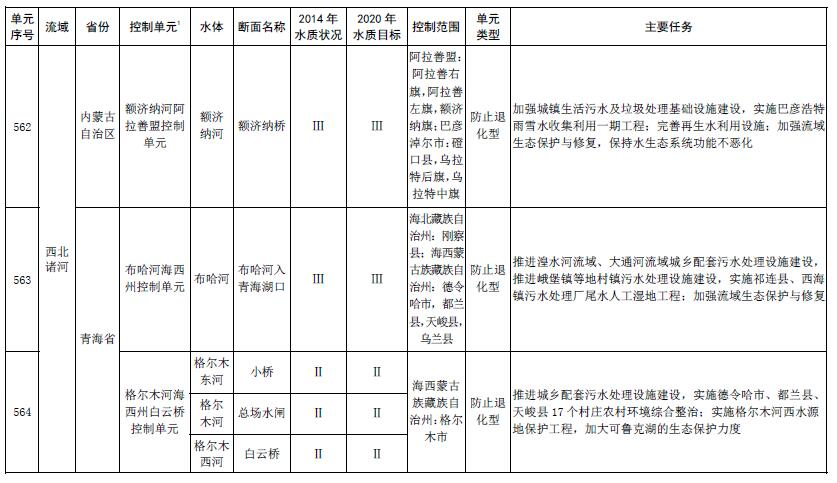 单元
序号
流域
省份
控制单元¹
水体
断面名称
2014 年
水质状况
2020 年
水质目标
控制范围
单元
类型
主要任务
562
西北
诸河
内蒙古
自治区
额济纳河阿
拉善盟控制
单元
额济
纳河
额济纳桥
III
III
阿拉善盟：
阿拉善右
旗，阿拉善
左旗，额济
纳旗；巴彦
淖尔市：磴
口县，乌拉
特后旗，乌
拉特中旗
防止退
化型
加强城镇生活污水及垃圾处理基础设施建设，实施巴彦浩特
雨雪水收集利用一期工程；完善再生水利用设施；加强流域
生态保护与修复，保持水生态系统功能不恶化
563
青海省
布哈河海西
州控制单元
布哈河
布哈河入
青海湖口
III
III
海北藏族自
治州：刚察
县；海西蒙
古族藏族自
治州：德令
哈市，都兰
县，天峻县，
乌兰县
防止退
化型
推进湟水河流域、大通河流域城乡配套污水处理设施建设，
推进峨堡镇等地村镇污水处理设施建设，实施祁连县、西海
镇污水处理厂尾水人工湿地工程；加强流域生态保护与修复
564
格尔木河海
西州白云桥
控制单元
格尔木
东河
小桥
II
II
格尔木
河
总场水闸
II
II
格尔木
西河
白云桥
II
II
海西蒙古
族藏族自
治州：格尔
木市
防止退
化型
推进城乡配套污水处理设施建设，实施德令哈市、都兰县、
天峻县 17 个村庄农村环境综合整治；实施格尔木河西水源
地保护工程，加大可鲁克湖的生态保护力度